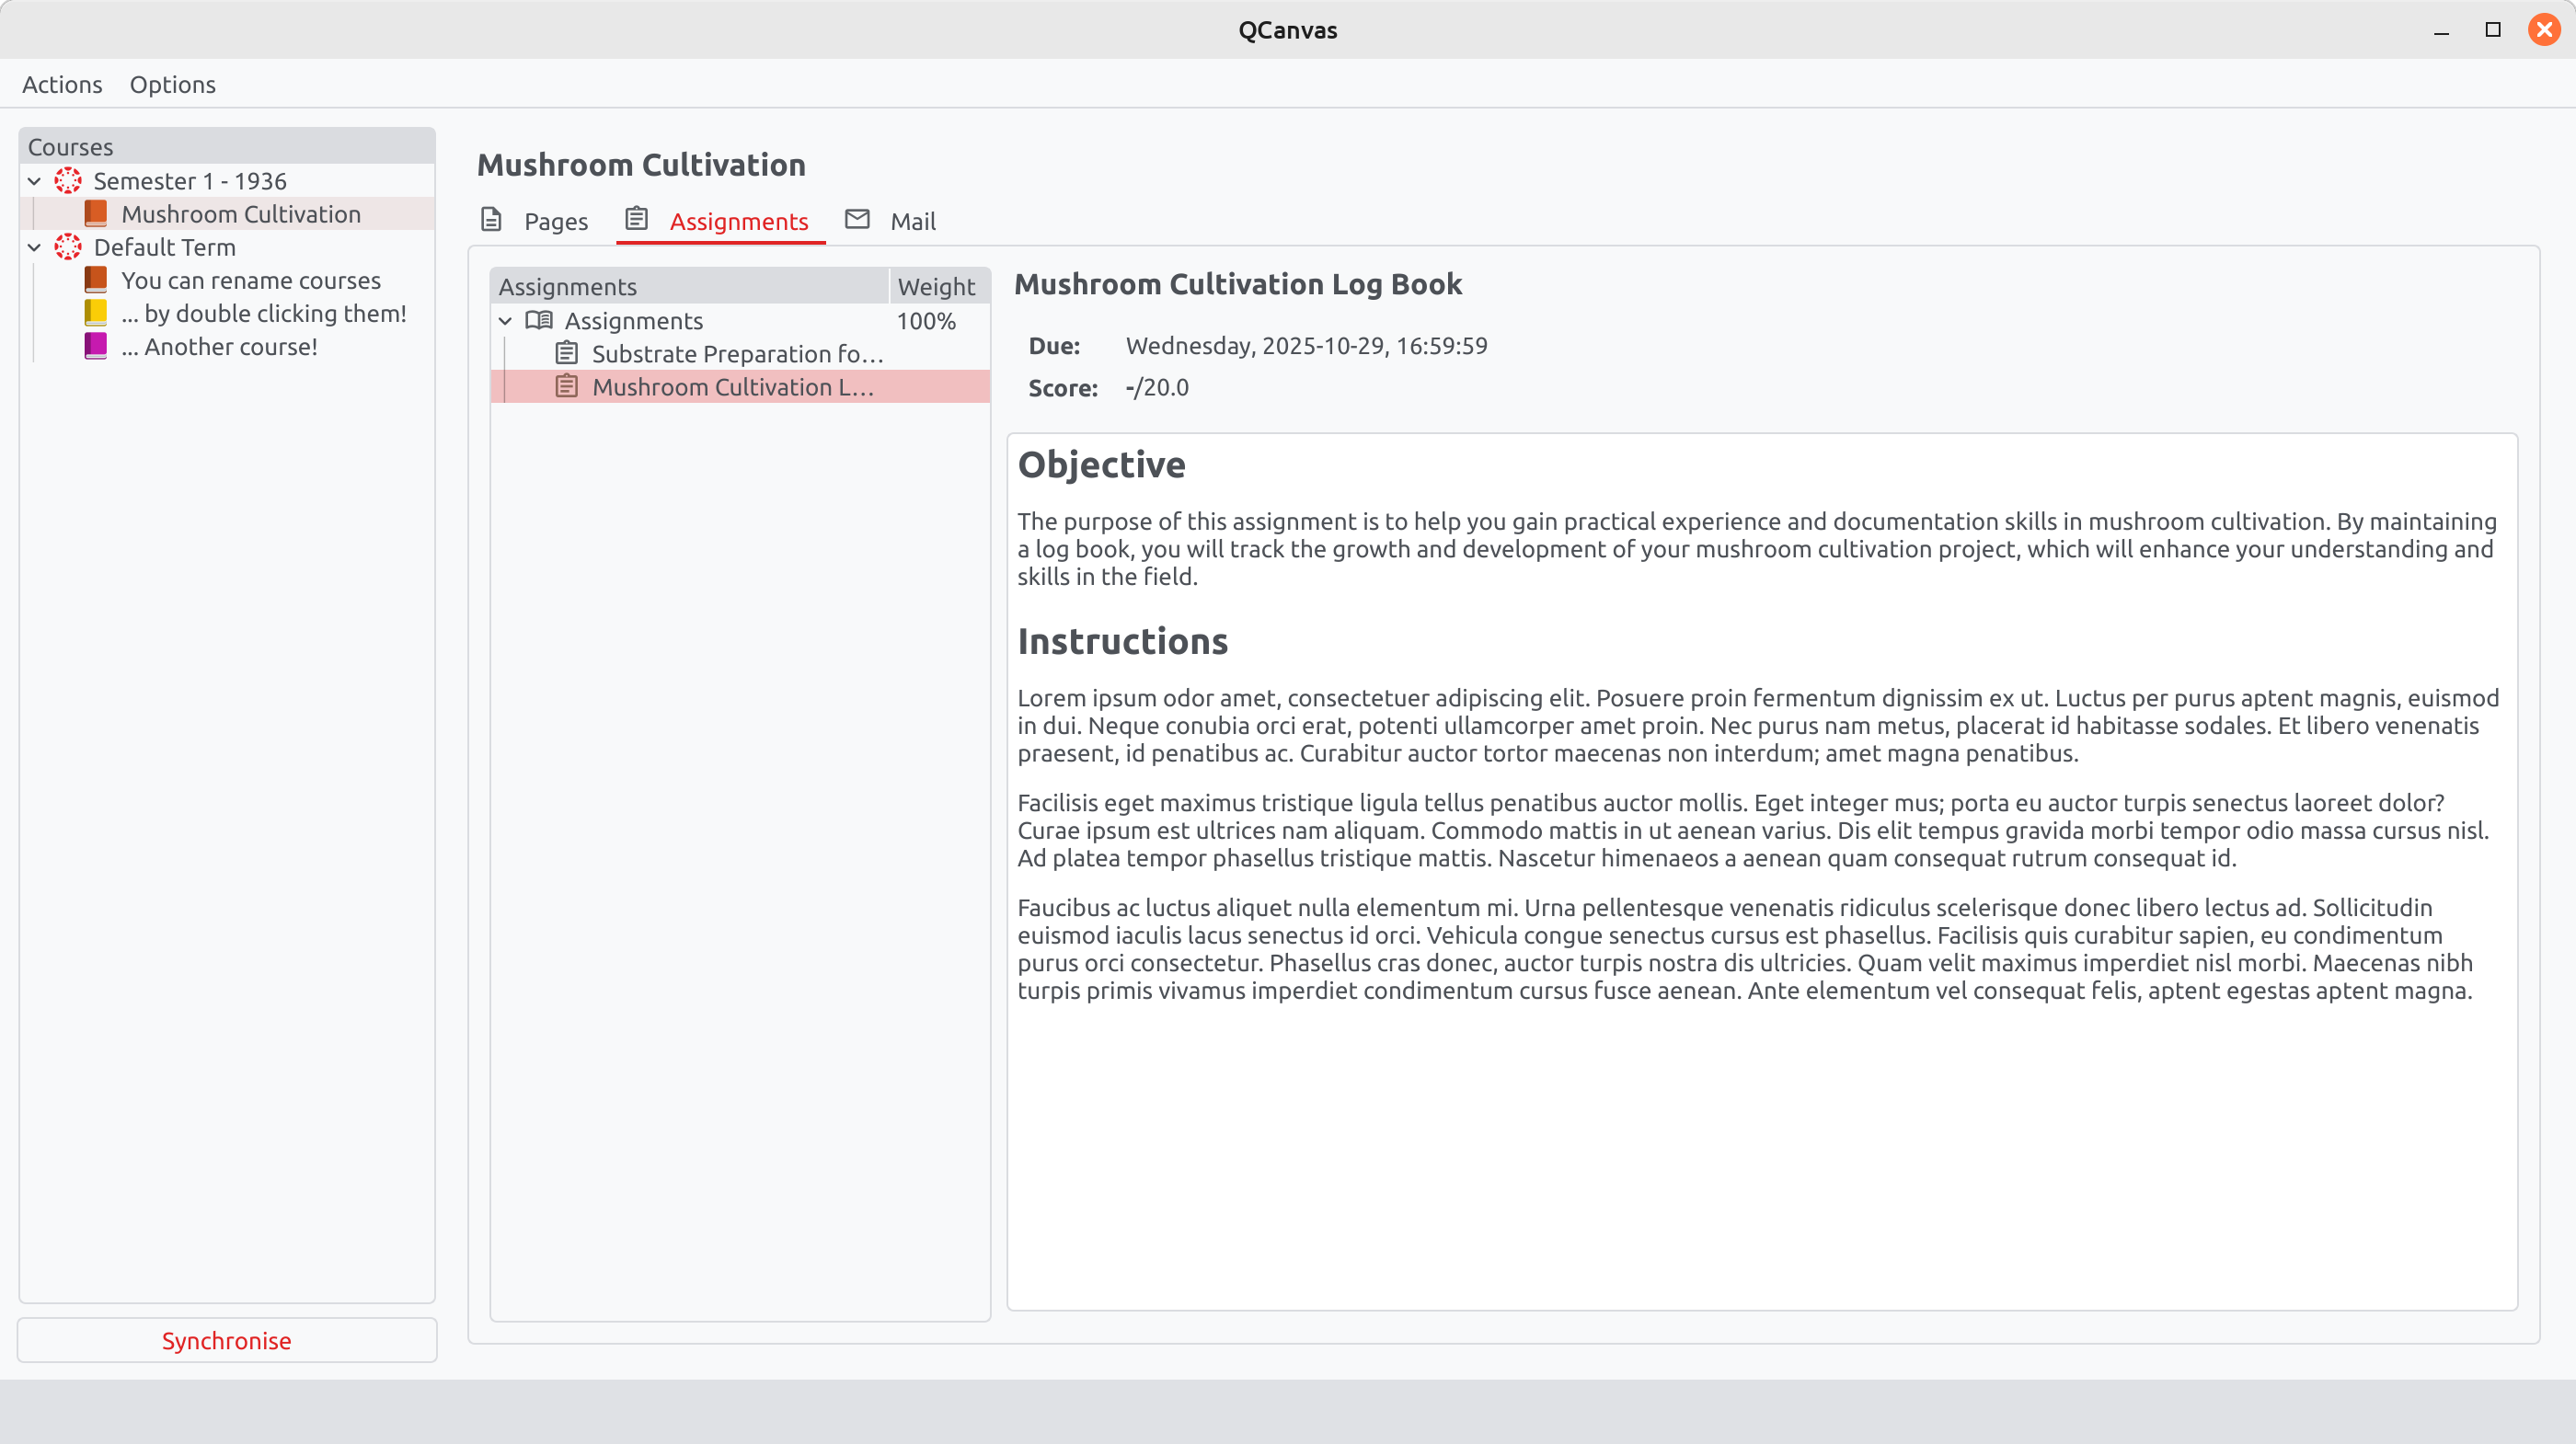 QCanvas
Actions Options
Courses
Semester 1 - 1936
Mushroom Cultivation
Default Term
You can rename courses
... by double clicking them!
... Another course!
Synchronise
Mushroom Cultivation
Pages Assignments Mail
Assignments Weight
Assignments 100%
Substrate Preparation fo...
Mushroom Cultivation L...
Mushroom Cultivation Log Book
Due: Wednesday, 2025-10-29, 16:59:59
Score: -/20.0
Objective
The purpose of this assignment is to help you gain practical experience and documentation skills in mushroom cultivation. By maintaining
a log book, you will track the growth and development of your mushroom cultivation project, which will enhance your understanding and
skills in the field.
Instructions
Lorem ipsum odor amet, consectetuer adipiscing elit. Posuere proin fermentum dignissim ex ut. Luctus per purus aptent magnis, euismod
in dui. Neque conubia orci erat, potenti ullamcorper amet proin. Nec purus nam metus, placerat id habitasse sodales. Et libero venenatis
praesent, id penatibus ac. Curabitur auctor tortor maecenas non interdum; amet magna penatibus.
Facilisis eget maximus tristique ligula tellus penatibus auctor mollis. Eget integer mus; porta eu auctor turpis senectus laoreet dolor?
Curae ipsum est ultrices nam aliquam. Commodo mattis in ut aenean varius. Dis elit tempus gravida morbi tempor odio massa cursus nisl.
Ad platea tempor phasellus tristique mattis. Nascetur himenaeos a aenean quam consequat rutrum consequat id.
Faucibus ac luctus aliquet nulla elementum mi. Urna pellentesque venenatis ridiculus scelerisque donec libero lectus ad. Sollicitudin
euismod iaculis lacus senectus id orci. Vehicula congue senectus cursus est phasellus. Facilisis quis curabitur sapien, eu condimentum
purus orci consectetur. Phasellus cras donec, auctor turpis nostra dis ultricies. Quam velit maximus imperdiet nisl morbi. Maecenas nibh
turpis primis vivamus imperdiet condimentum cursus fusce aenean. Ante elementum vel consequat felis, aptent egestas aptent magna.